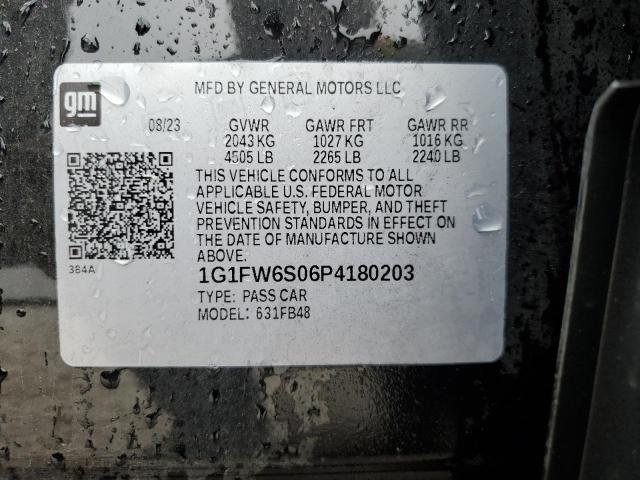 gm
MFD BY GENERAL MOTORS LLC
08/23 GVWR GAWR FRT GAWR RR
2043 KG 1027 KG 1016 KG
4505 LB 2265 LB 2240 LB
THIS VEHICLE CONFORMS TO ALL
APPLICABLE U.S. FEDERAL MOTOR
VEHICLE SAFETY, BUMPER, AND THEFT
PREVENTION STANDARDS IN EFFECT ON
THE DATE OF MANUFACTURE SHOWN
ABOVE.
384A
1G1FW6S06P4180203
TYPE: PASS CAR
MODEL: 631FB48